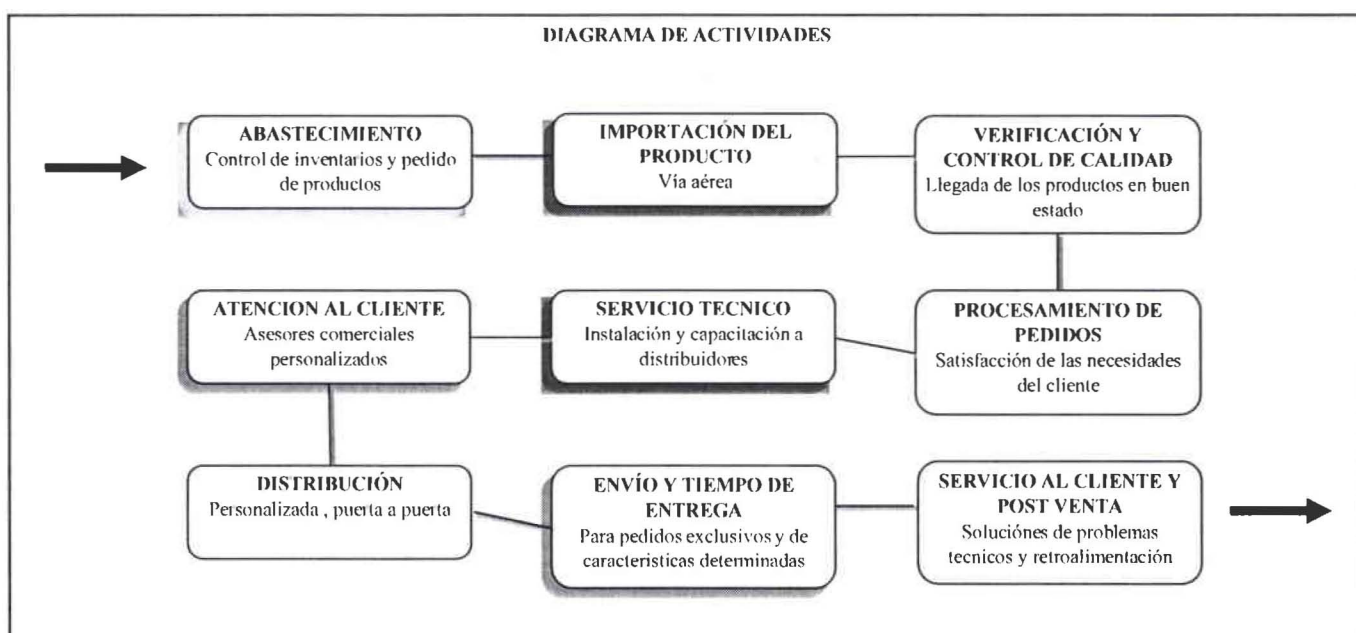 DIAGRAMA DE ACTIVIDADES
ABASTECIMIENTO
Control de inventarios y pedido
de productos
IMPORTACIÓN DEL
PRODUCTO
Vía aérea
VERIFICACIÓN Y
CONTROL DE CALIDAD
Llegada de los productos en buen
estado
ATENCION AL CLIENTE
Asesores comerciales
personalizados
SERVICIO TECNICO
Instalación y capacitación a
distribuidores
PROCESAMIENTO DE
PEDIDOS
Satisfacción de las necesidades
del cliente
DISTRIBUCIÓN
Personalizada , puerta a puerta
ENVÍO Y TIEMPO DE
ENTREGA
Para pedidos exclusivos y de
características determinadas
SERVICIO AL CLIENTE Y
POST VENTA
Soluciónes de problemas
tecnicos y retroalimentación